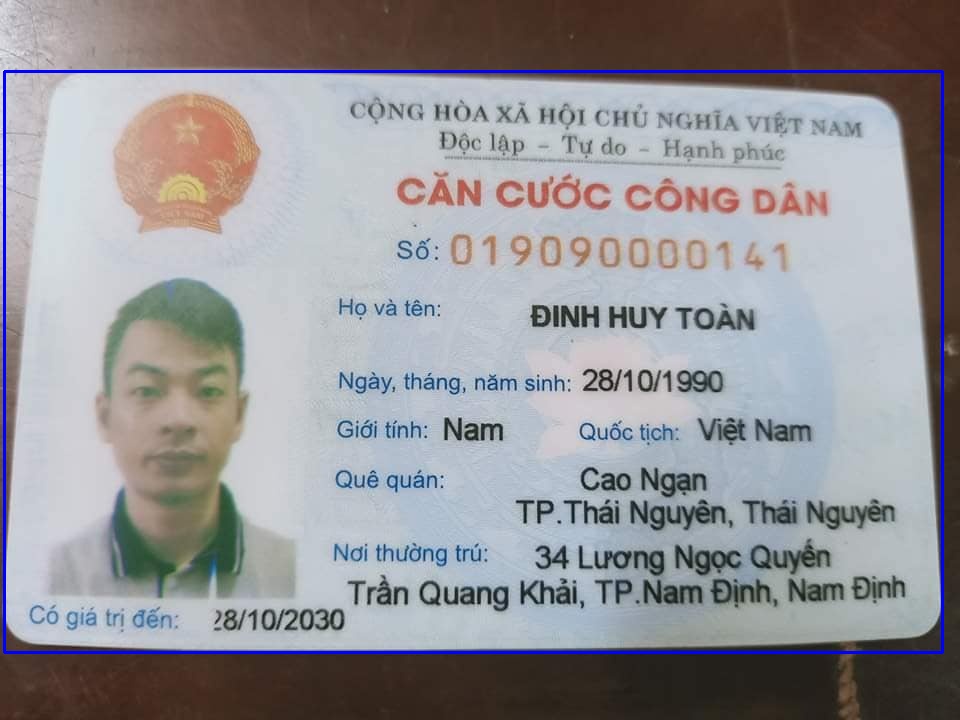 CỘNG HÒA XÃ HỘI CHỦ NGHĨA VIỆT NAM
Độc lập - Tự do - Hạnh phúc
CĂN CƯỚC CÔNG DÂN
Số: 019090000141
Họ và tên: ĐINH HUY TOÀN
Ngày, tháng, năm sinh: 28/10/1990
Giới tính: Nam Quốc tịch: Việt Nam
Quê quán: Cao Ngạn
TP.Thái Nguyên, Thái Nguyên
Nơi thường trú: 34 Lương Ngọc Quyến
Trần Quang Khải, TP.Nam Định, Nam Định
Có giá trị đến: 28/10/2030
VIỆT NAM